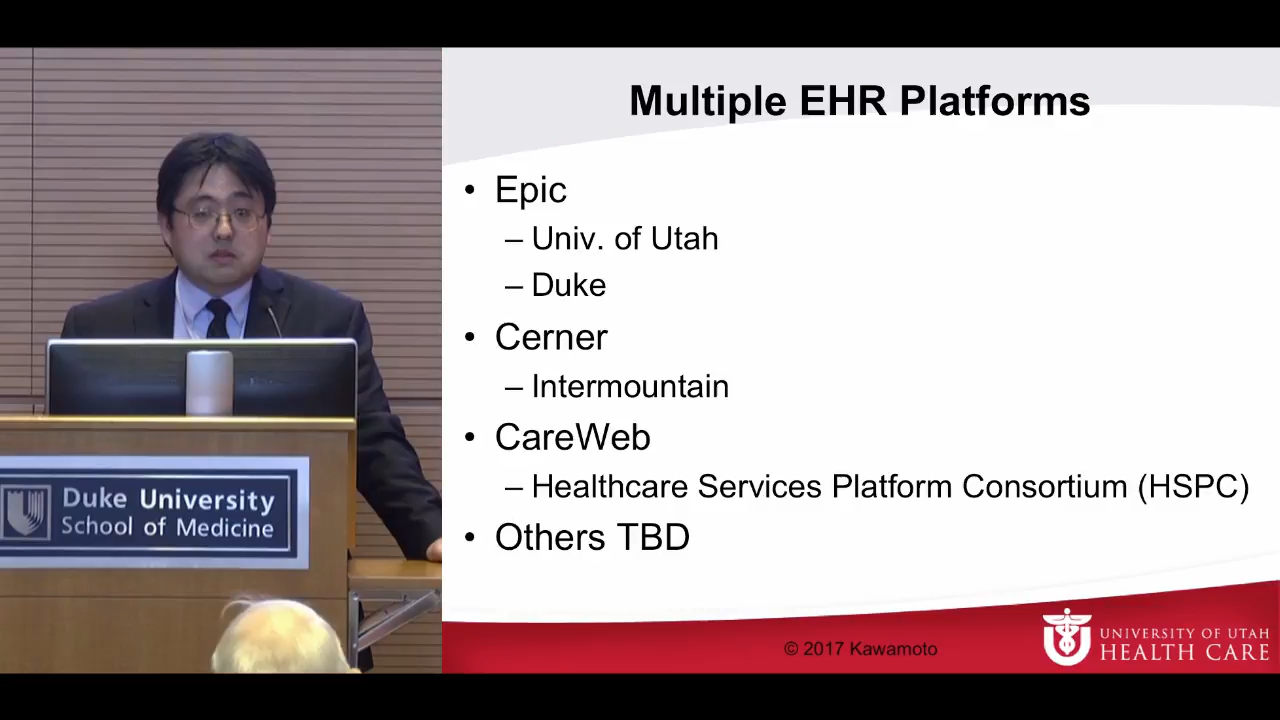 Multiple EHR Platforms
• Epic
– Univ. of Utah
– Duke
• Cerner
– Intermountain
• CareWeb
– Healthcare Services Platform Consortium (HSPC)
• Others TBD
Duke University
School of Medicine
© 2017 Kawamoto
UNIVERSITY OF UTAH
HEALTH CARE